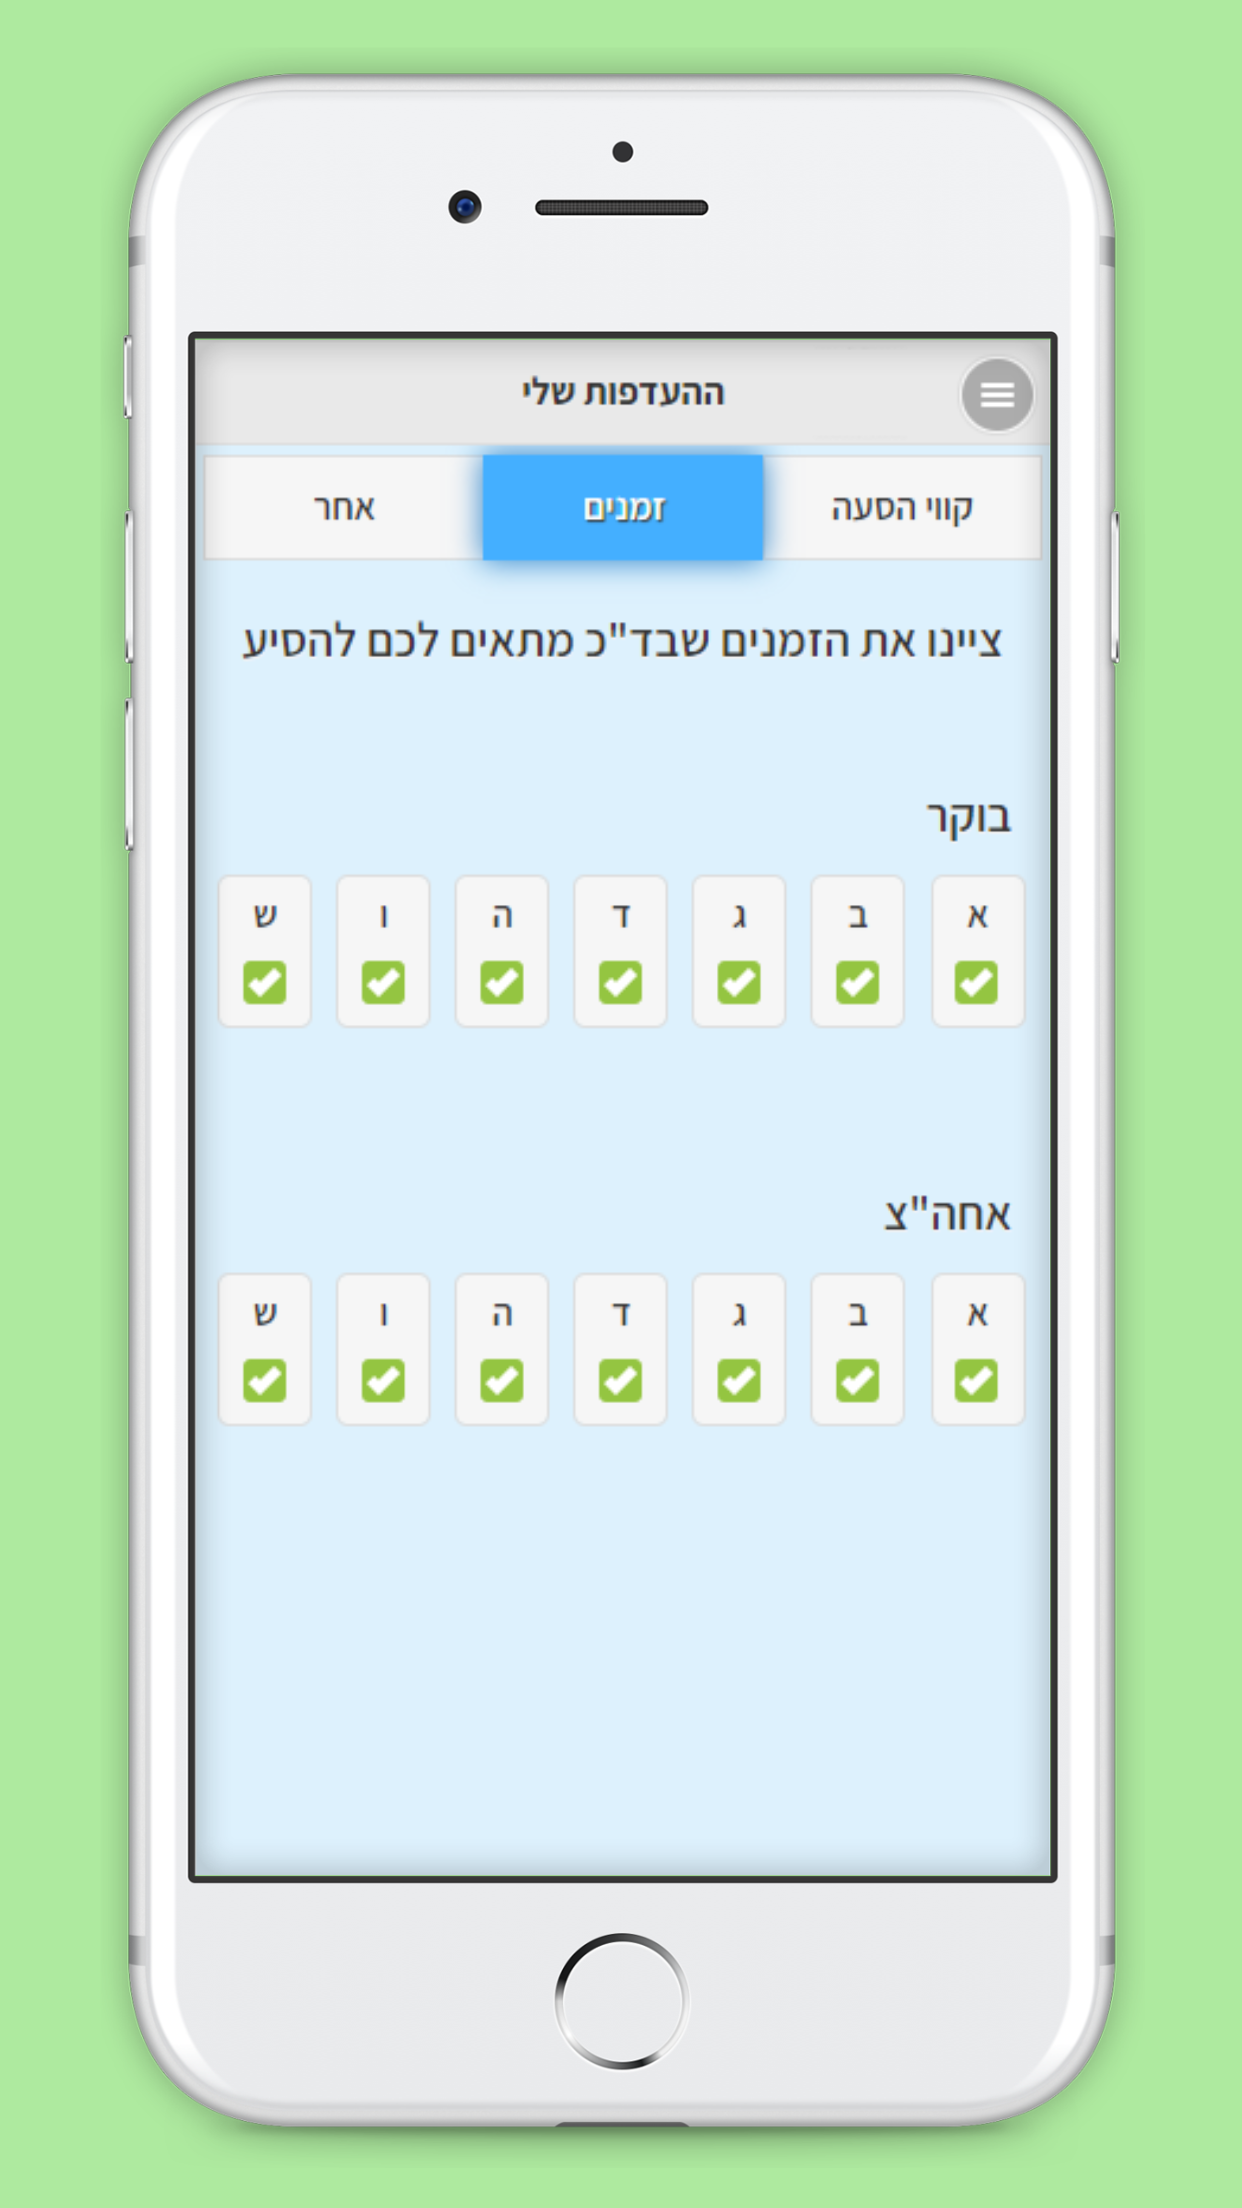 ההעדפות שלי
קווי הסעה זמנים אחר
ציינו את הזמנים שבד"כ מתאים לכם להסיע
בוקר
א ב ג ד ה ו ש
אחה"צ
א ב ג ד ה ו ש